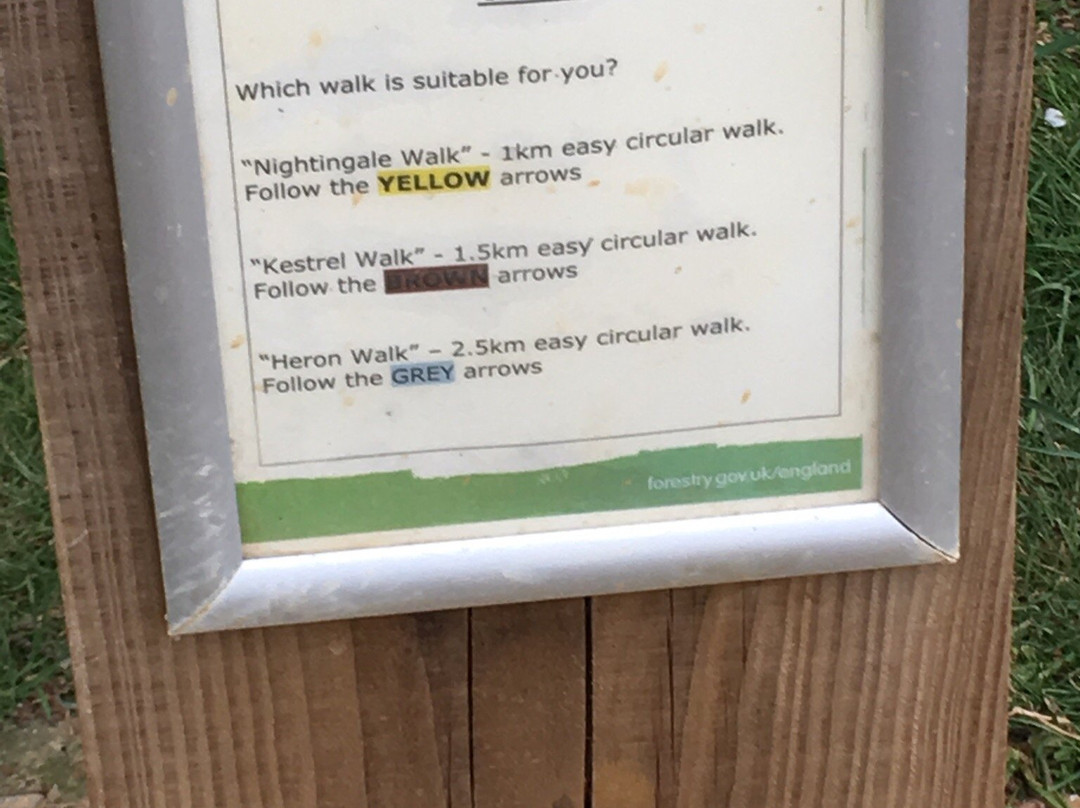 Which walk is suitable for you?
“Nightingale Walk” - 1km easy circular walk.
Follow the YELLOW arrows
“Kestrel Walk” - 1.5km easy circular walk.
Follow the BROWN arrows
“Heron Walk” – 2.5km easy circular walk.
Follow the GREY arrows
forestry.gov.uk/england